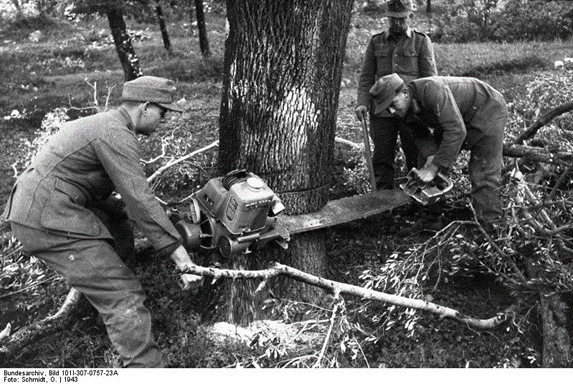 Bundesarchiv, Bild 101I-307-0757-23A
Foto: Schmidt, O. | 1943